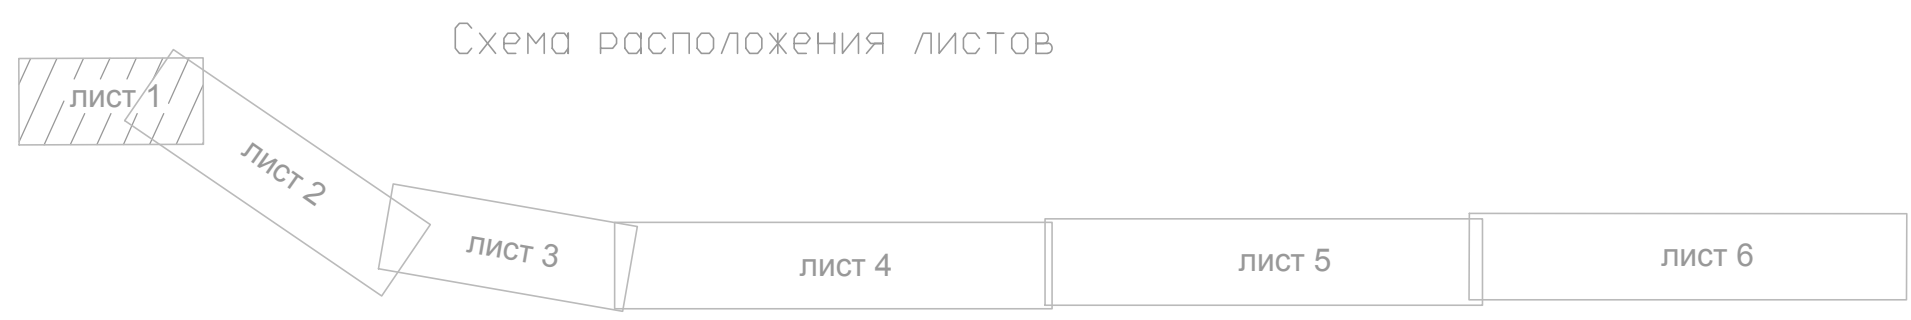 Схема расположения листов
лист 1
лист 2
лист 3
лист 4
лист 5
лист 6